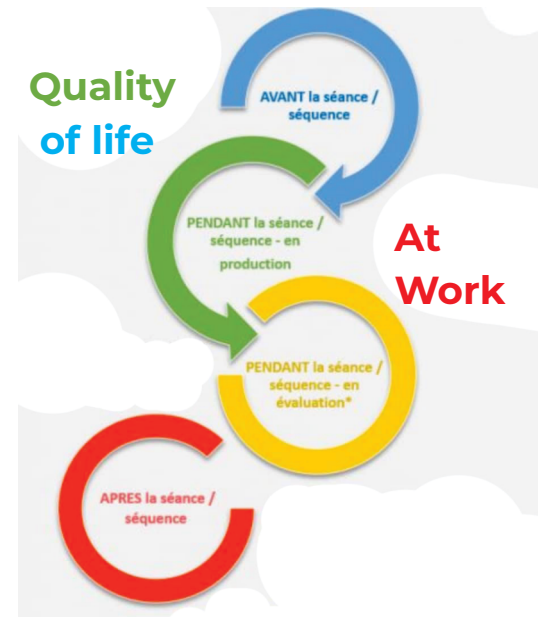 Quality
of life
AVANT la séance /
séquence
PENDANT la séance /
séquence - en
production
At
Work
PENDANT la séance /
séquence - en
évaluation*
APRES la séance /
séquence